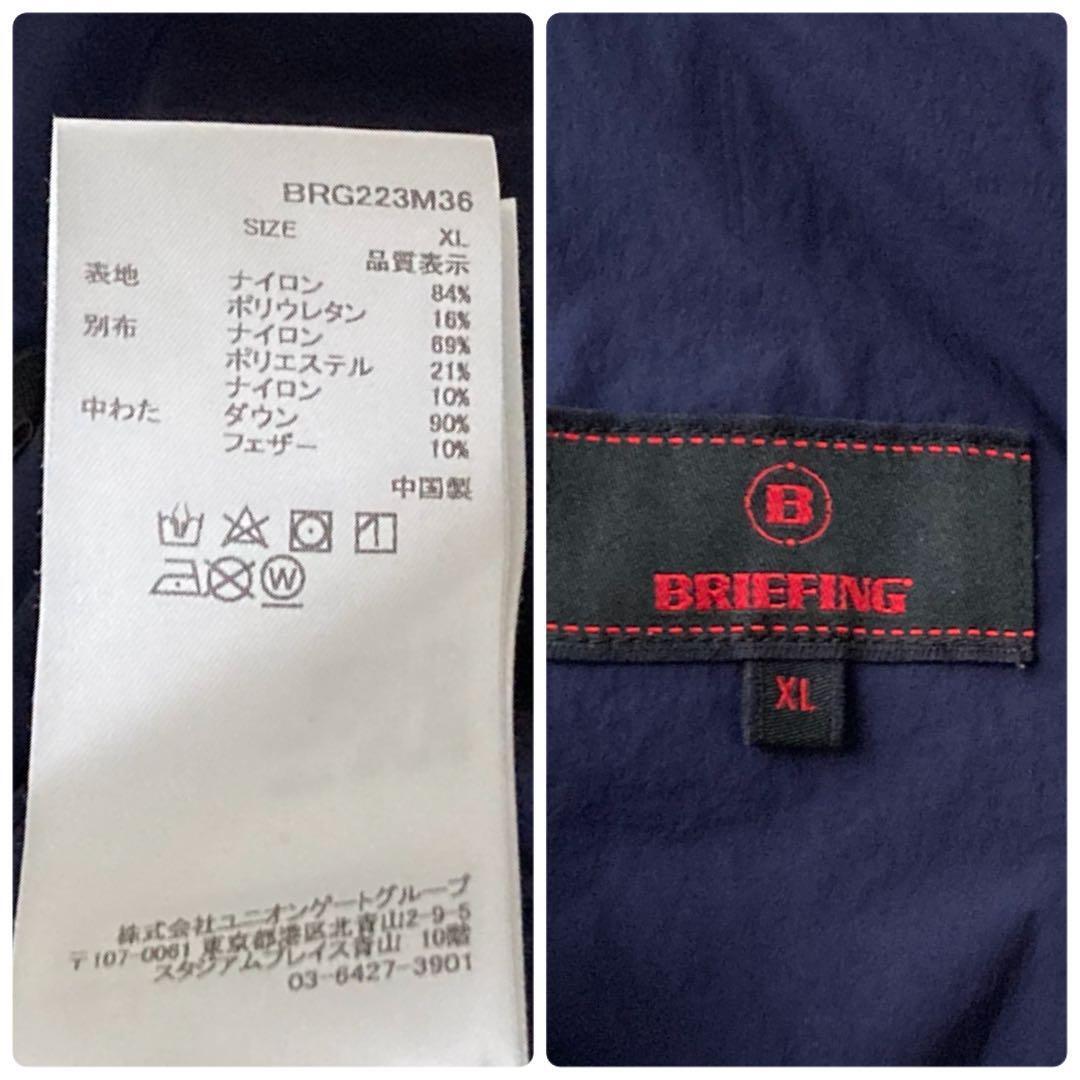 BRG223M36
SIZE XL
品質表示
表地 ナイロン 84%
ポリウレタン 16%
別布 ナイロン 69%
ポリエステル 21%
ナイロン 10%
中わた ダウン 90%
フェザー 10%
中国製
W
株式会社ユニオンゲートグループ
〒107-0061 東京都港区北青山2-9-5
スタジアムプレイス青山 10階
03-6427-3901
B
BRIEFING
XL